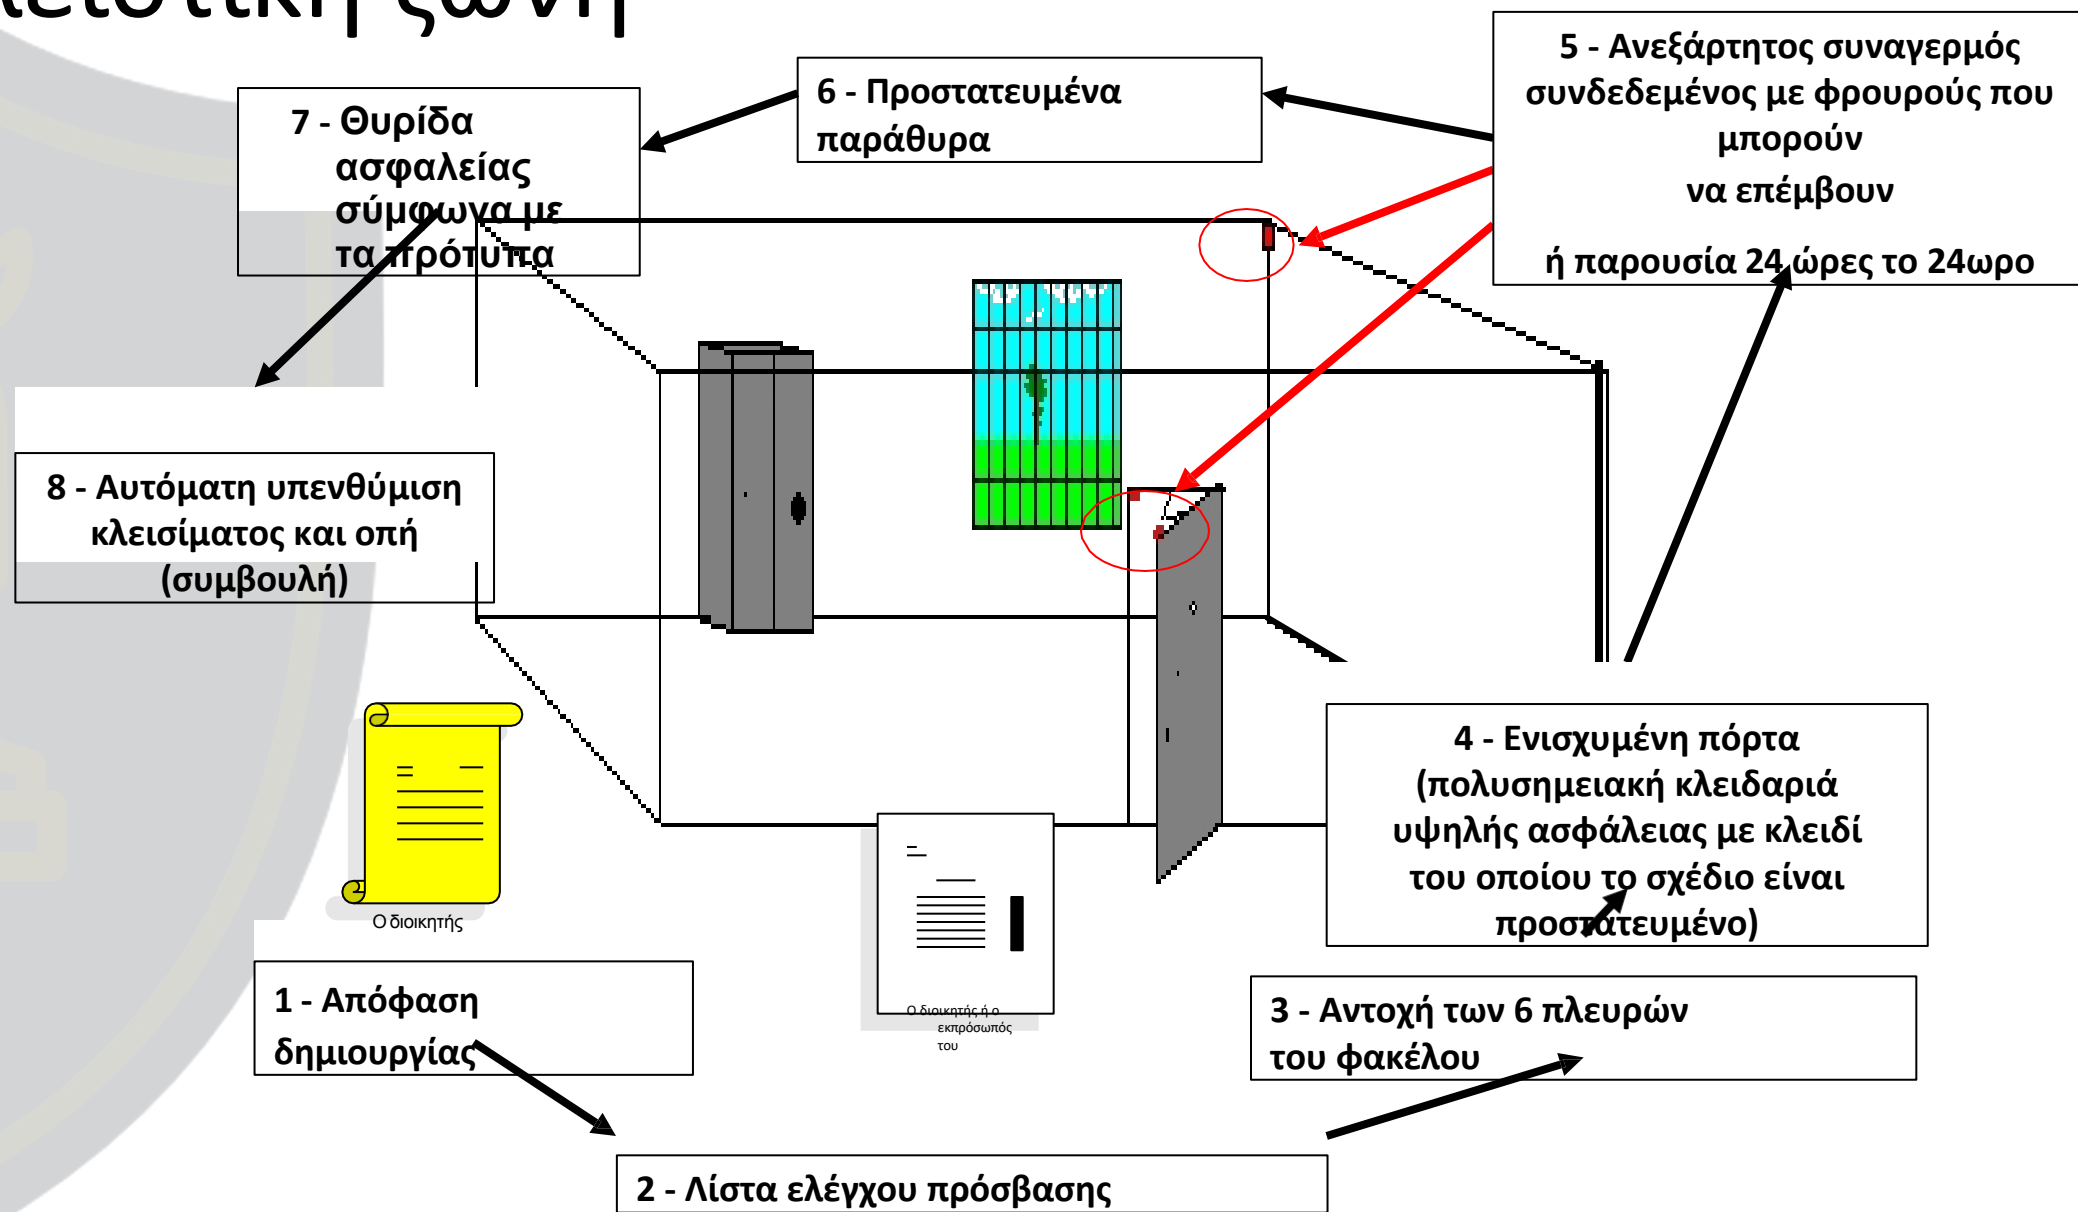 ζώνη
7 - Θυρίδα
ασφαλείας
σύμφωνα με
τα πρότυπα
6 - Προστατευμένα
παράθυρα
5 - Ανεξάρτητος συναγερμός
συνδεδεμένος με φρουρούς που
μπορούν
να επέμβουν
ή παρουσία 24 ώρες το 24ωρο
8 - Αυτόματη υπενθύμιση
κλεισίματος και οπή
(συμβουλή)
4 - Ενισχυμένη πόρτα
(πολυσημειακή κλειδαριά
υψηλής ασφάλειας με κλειδί
του οποίου το σχέδιο είναι
προστατευμένο)
Ο διοικητής
1 - Απόφαση
δημιουργίας
Ο διοικητής ή ο
εκπρόσωπός
του
3 - Αντοχή των 6 πλευρών
του φακέλου
2 - Λίστα ελέγχου πρόσβασης